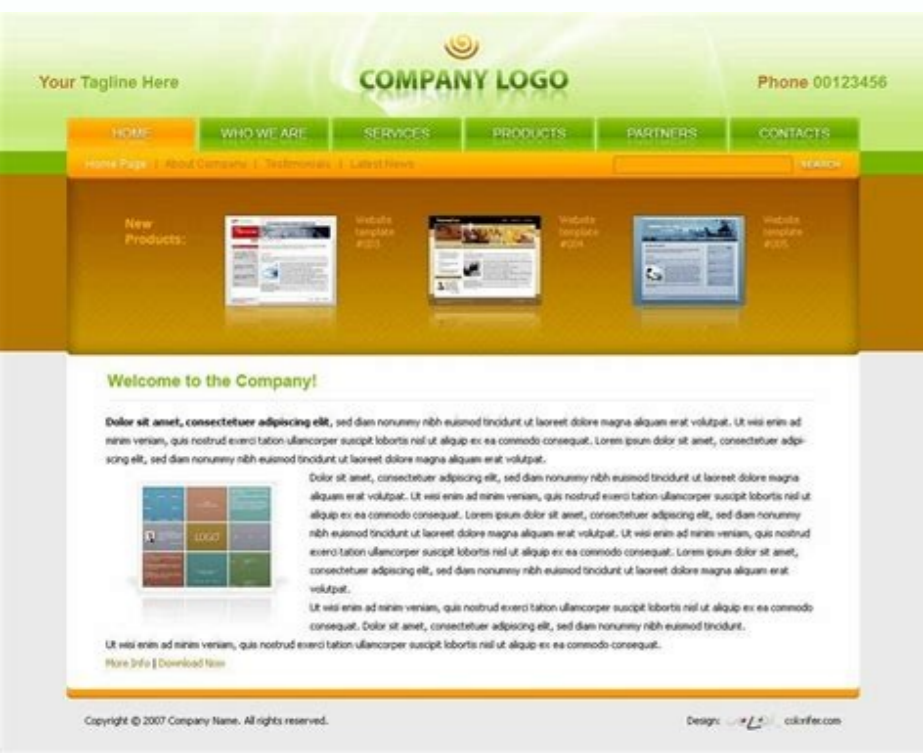 Your Tagline Here
COMPANY LOGO
Phone 00123456
HOME WHO WE ARE SERVICES PRODUCTS PARTNERS CONTACTS
Home Page | About Company | Testimonials | Latest News SEARCH
New
Products:
Website
template
#003
Website
template
#004
Website
template
#005
Welcome to the Company!
Dolor sit amet, consectetuer adipiscing elit, sed diam nonummy nibh euismod tincidunt ut laoreet dolore magna aliquam erat volutpat. Ut wisi enim ad
minim veniam, quis nostrud exerci tation ullamcorper suscipit lobortis nisl ut aliquip ex ea commodo consequat. Lorem ipsum dolor sit amet, consectetuer adipi-
scing elit, sed diam nonummy nibh euismod tincidunt ut laoreet dolore magna aliquam erat volutpat.
Dolor sit amet, consectetuer adipiscing elit, sed diam nonummy nibh euismod tincidunt ut laoreet dolore magna
aliquam erat volutpat. Ut wisi enim ad minim veniam, quis nostrud exerci tation ullamcorper suscipit lobortis nisl ut
aliquip ex ea commodo consequat. Lorem ipsum dolor sit amet, consectetuer adipiscing elit, sed diam nonummy
nibh euismod tincidunt ut laoreet dolore magna aliquam erat volutpat. Ut wisi enim ad minim veniam, quis nostrud
exerci tation ullamcorper suscipit lobortis nisl ut aliquip ex ea commodo consequat. Lorem ipsum dolor sit amet,
consectetuer adipiscing elit, sed diam nonummy nibh euismod tincidunt ut laoreet dolore magna aliquam erat
volutpat.
Ut wisi enim ad minim veniam, quis nostrud exerci tation ullamcorper suscipit lobortis nisl ut aliquip ex ea commodo
consequat. Dolor sit amet, consectetuer adipiscing elit, sed diam nonummy nibh euismod tincidunt.
LOGO
Ut wisi enim ad minim veniam, quis nostrud exerci tation ullamcorper suscipit lobortis nisl ut aliquip ex ea commodo consequat.
More Info | Download Now
Copyright © 2007 Company Name. All rights reserved.
Design: colorifer.com